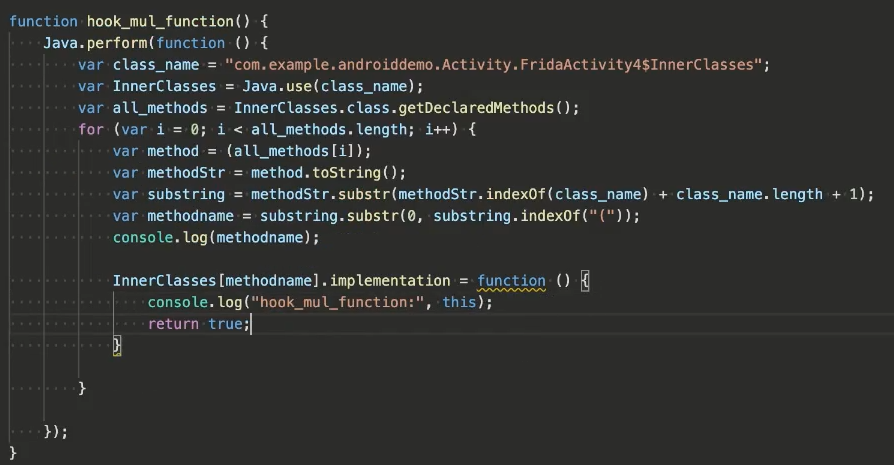 function hook_mul_function() {
    Java.perform(function () {
        var class_name = "com.example.androiddemo.Activity.FridaActivity4$InnerClasses";
        var InnerClasses = Java.use(class_name);
        var all_methods = InnerClasses.class.getDeclaredMethods();
        for (var i = 0; i < all_methods.length; i++) {
            var method = (all_methods[i]);
            var methodStr = method.toString();
            var substring = methodStr.substr(methodStr.indexOf(class_name) + class_name.length + 1);
            var methodname = substring.substr(0, substring.indexOf("("));
            console.log(methodname);
            InnerClasses[methodname].implementation = function () {
                console.log("hook_mul_function:", this);
                return true;
            }
        }
    });
}